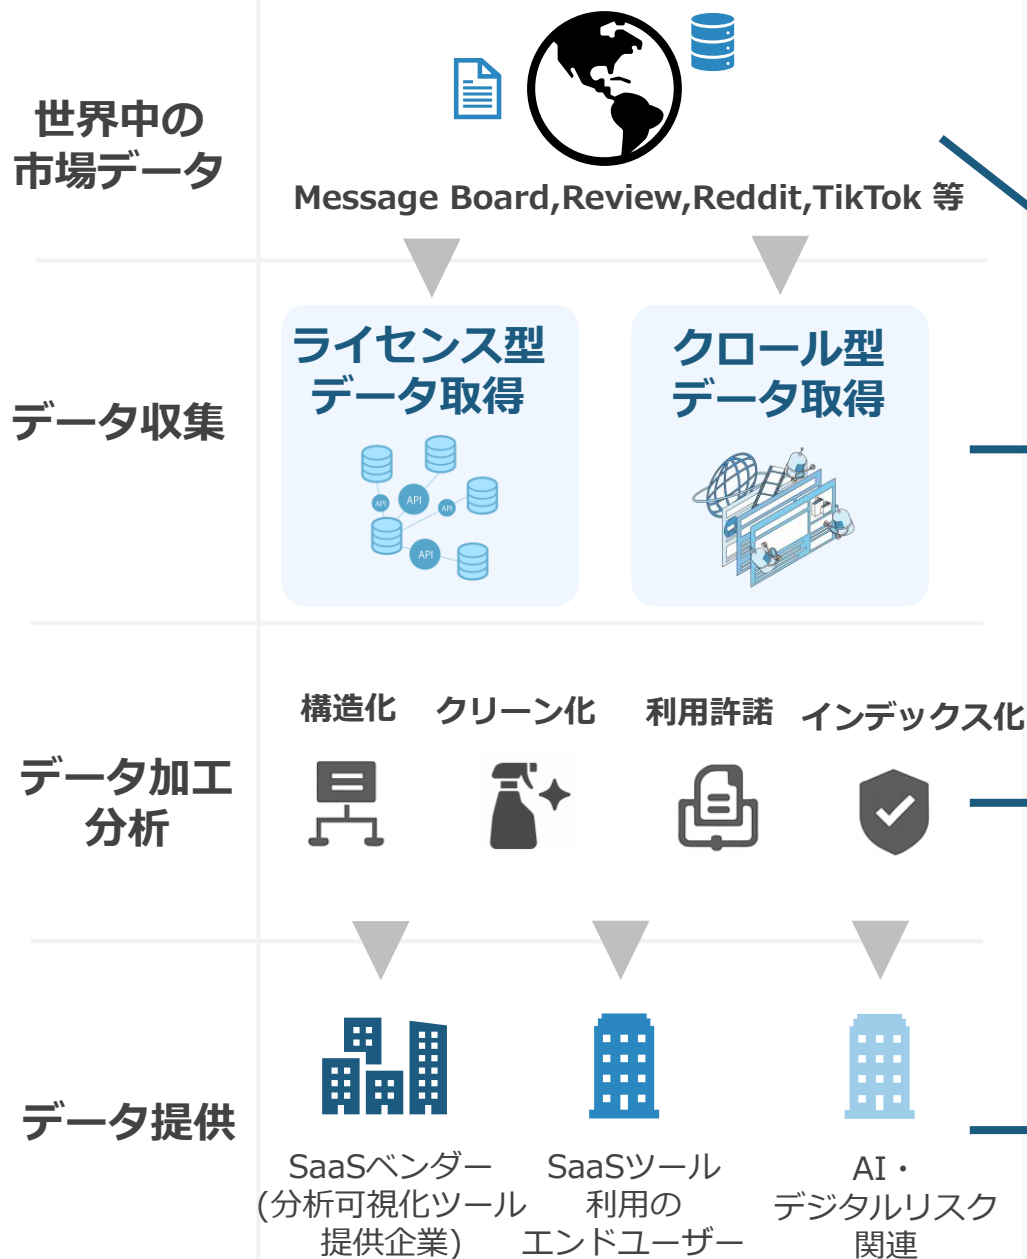 世界中の
市場データ
Message Board,Review,Reddit,TikTok 等
データ収集
ライセンス型
データ取得
API
API
API
API
クロール型
データ取得
データ加工
分析
構造化
クリーン化
利用許諾
インデックス化
データ提供
SaaSベンダー
(分析可視化ツール
提供企業)
SaaSツール
利用の
エンドユーザー
AI・
デジタルリスク
関連